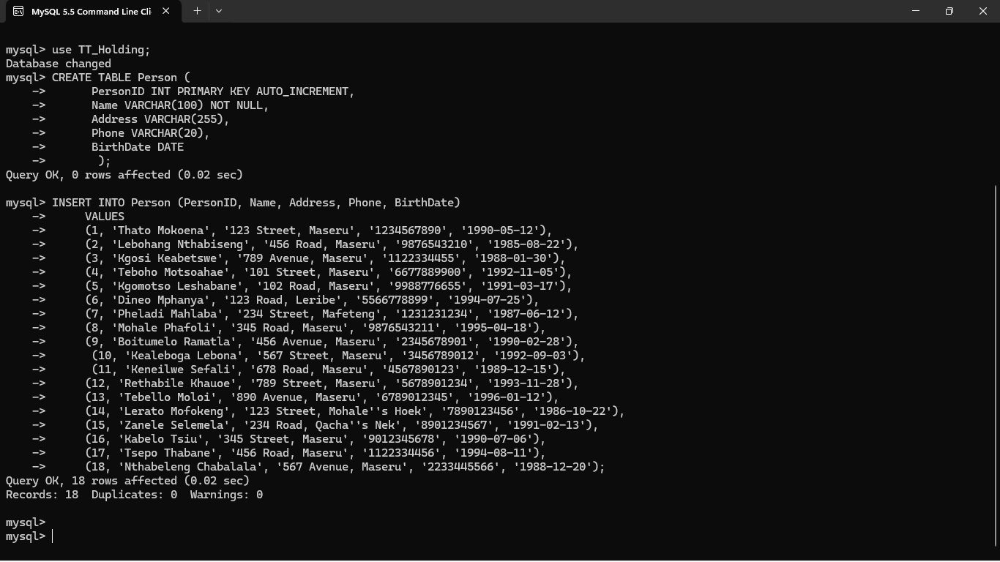 MySQL 5.5 Command Line Cli
mysql> use TT_Holding;
Database changed
mysql> CREATE TABLE Person (
    ->       PersonID INT PRIMARY KEY AUTO_INCREMENT,
    ->       Name VARCHAR(100) NOT NULL,
    ->       Address VARCHAR(255),
    ->       Phone VARCHAR(20),
    ->       BirthDate DATE
    ->        );
Query OK, 0 rows affected (0.02 sec)

mysql> INSERT INTO Person (PersonID, Name, Address, Phone, BirthDate)
    ->      VALUES
    ->      (1, 'Thato Mokoena', '123 Street, Maseru', '1234567890', '1990-05-12'),
    ->      (2, 'Lebohang Nthabiseng', '456 Road, Maseru', '9876543210', '1985-08-22'),
    ->      (3, 'Kgosi Keabetswe', '789 Avenue, Maseru', '1122334455', '1988-01-30'),
    ->      (4, 'Teboho Motsoahae', '101 Street, Maseru', '6677889900', '1992-11-05'),
    ->      (5, 'Kgomotso Leshabane', '102 Road, Maseru', '9988776655', '1991-03-17'),
    ->      (6, 'Dineo Mphanya', '123 Road, Leribe', '5566778899', '1994-07-25'),
    ->      (7, 'Pheladi Mahlaba', '234 Street, Mafeteng', '1231231234', '1987-06-12'),
    ->      (8, 'Mohale Phafoli', '345 Road, Maseru', '9876543211', '1995-04-18'),
    ->      (9, 'Boitumelo Ramatla', '456 Avenue, Maseru', '2345678901', '1990-02-28'),
    ->       (10, 'Kealeboga Lebona', '567 Street, Maseru', '3456789012', '1992-09-03'),
    ->       (11, 'Keneilwe Sefali', '678 Road, Maseru', '4567890123', '1989-12-15'),
    ->      (12, 'Rethabile Khauoe', '789 Street, Maseru', '5678901234', '1993-11-28'),
    ->      (13, 'Tebello Moloi', '890 Avenue, Maseru', '6789012345', '1996-01-12'),
    ->      (14, 'Lerato Mofokeng', '123 Street, Mohale''s Hoek', '7890123456', '1986-10-22'),
    ->      (15, 'Zanele Selemela', '234 Road, Qacha''s Nek', '8901234567', '1991-02-13'),
    ->      (16, 'Kabelo Tsiu', '345 Street, Maseru', '9012345678', '1990-07-06'),
    ->      (17, 'Tsepo Thabane', '456 Road, Maseru', '1122334456', '1994-08-11'),
    ->      (18, 'Nthabeleng Chabalala', '567 Avenue, Maseru', '2233445566', '1988-12-20');
Query OK, 18 rows affected (0.02 sec)
Records: 18  Duplicates: 0  Warnings: 0

mysql>
mysql>